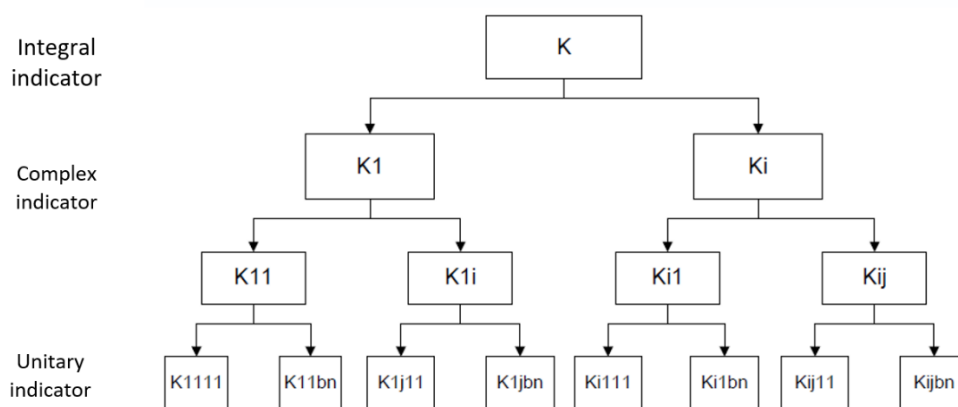 Integral
indicator
K
Complex
indicator
K1
Ki
K11
K1i
Ki1
Kij
Unitary
indicator
K1111
K11bn
K1j11
K1jbn
Ki111
Ki1bn
Kij11
Kijbn